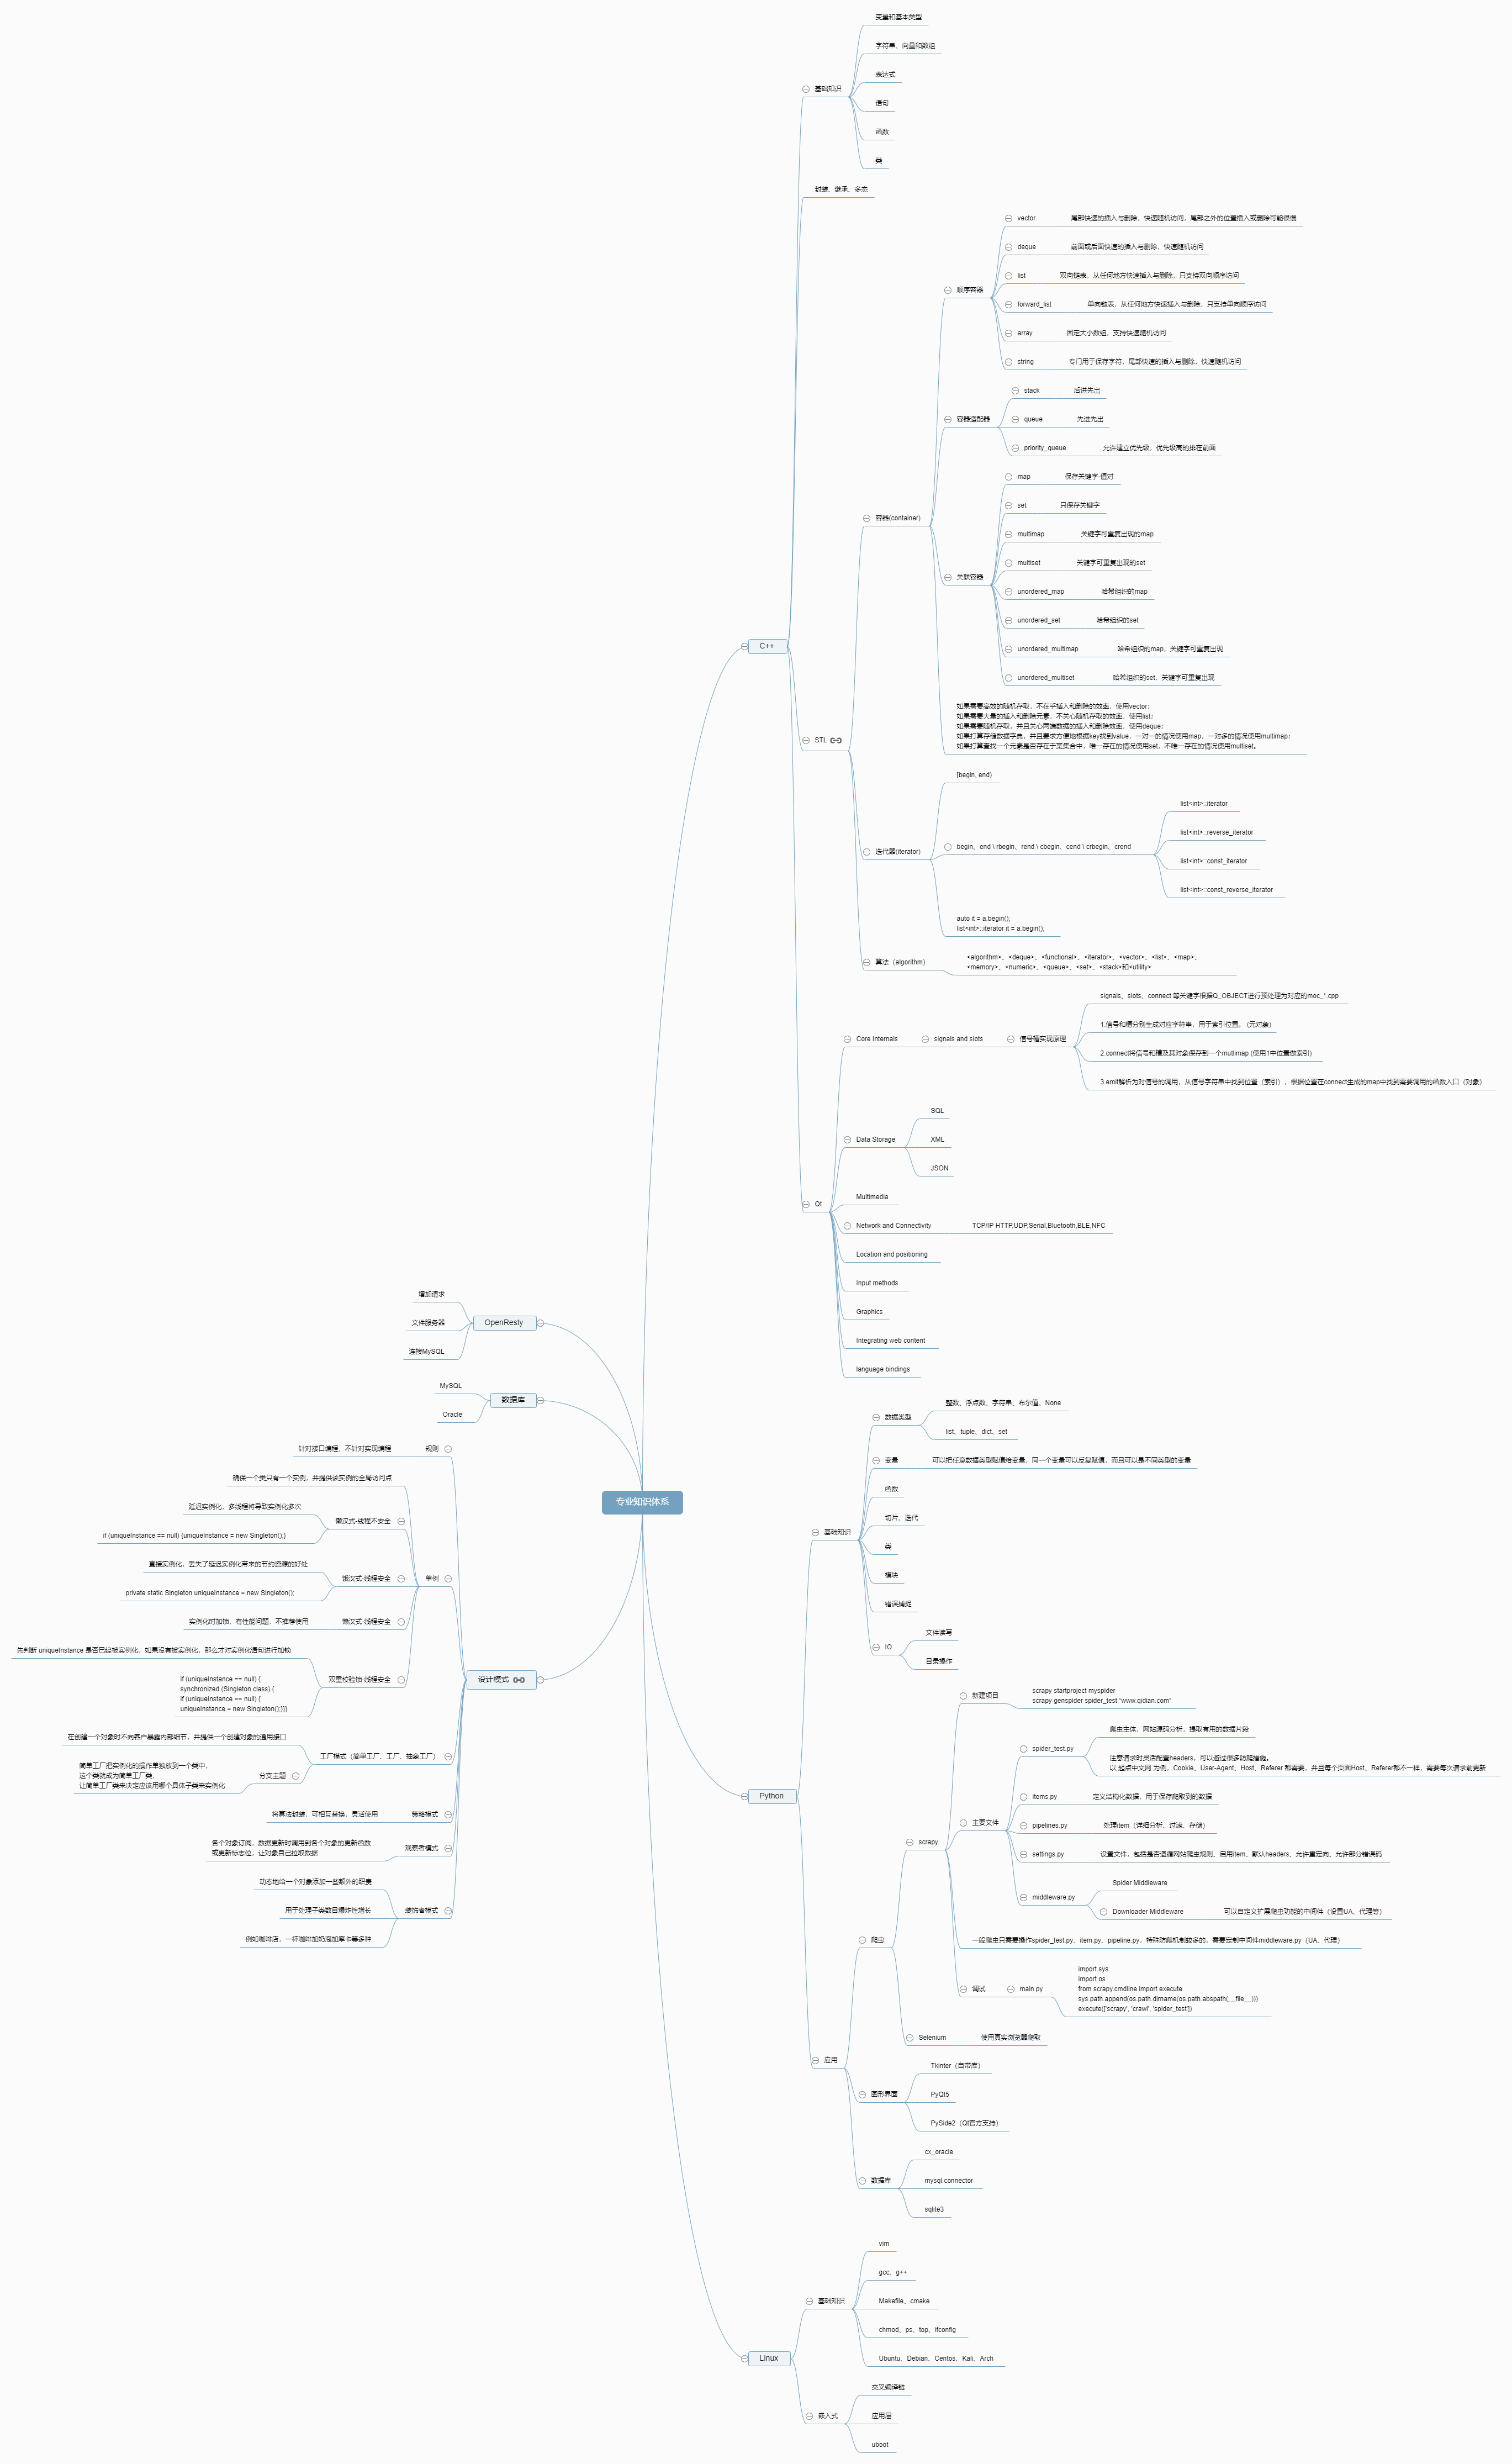 专业知识体系
C++
基础知识
变量和基本类型
字符串、向量和数组
表达式
语句
函数
类
封装、继承、多态
STL
容器(container)
顺序容器
vector
尾部快速的插入与删除，快速随机访问，尾部之外的位置插入或删除可能很慢
deque
前面或后面快速的插入与删除，快速随机访问
list
双向链表，从任何地方快速插入与删除，只支持双向顺序访问
forward_list
单向链表，从任何地方快速插入与删除，只支持单向顺序访问
array
固定大小数组，支持快速随机访问
string
专门用于保存字符，尾部快速的插入与删除，快速随机访问
容器适配器
stack
后进先出
queue
先进先出
priority_queue
允许建立优先级，优先级高的排在前面
关联容器
map
保存关键字-值对
set
只保存关键字
multimap
关键字可重复出现的map
multiset
关键字可重复出现的set
unordered_map
哈希组织的map
unordered_set
哈希组织的set
unordered_multimap
哈希组织的map，关键字可重复出现
unordered_multiset
哈希组织的set，关键字可重复出现
如果需要高效的随机存取，不在乎插入和删除的效率，使用vector；
如果需要大量的插入和删除元素，不关心随机存取的效率，使用list；
如果需要随机存取，并且关心两端数据的插入和删除效率，使用deque；
如果打算存储数据字典，并且要求方便地根据key找到value，一对一的情况使用map，一对多的情况使用multimap；
如果打算查找一个元素是否存在于某集合中，唯一存在的情况使用set，不唯一存在的情况使用multiset。
迭代器(iterator)
[begin, end)
begin、end \ rbegin、rend \ cbegin、cend \ crbegin、crend
list<int>::iterator
list<int>::reverse_iterator
list<int>::const_iterator
list<int>::const_reverse_iterator
auto it = a.begin();
list<int>::iterator it = a.begin();
算法（algorithm）
<algorithm>、<deque>、<functional>、<iterator>、<vector>、<list>、<map>、
<memory>、<numeric>、<queue>、<set>、<stack>和<utility>
Qt
Core Internals
signals and slots
信号槽实现原理
signals、slots、connect 等关键字根据Q_OBJECT进行预处理为对应的moc_*.cpp
1.信号和槽分别生成对应字符串，用于索引位置。 (元对象)
2.connect将信号和槽及其对象保存到一个mutlimap (使用1中位置做索引)
3.emit解析为对信号的调用，从信号字符串中找到位置（索引），根据位置在connect生成的map中找到需要调用的函数入口（对象）
Data Storage
SQL
XML
JSON
Multimedia
Network and Connectivity
TCP/IP HTTP,UDP,Serial,Bluetooth,BLE,NFC
Location and positioning
Input methods
Graphics
Integrating web content
language bindings
OpenResty
增加请求
文件服务器
连接MySQL
数据库
MySQL
Oracle
设计模式
规则
针对接口编程，不针对实现编程
单例
确保一个类只有一个实例，并提供该实例的全局访问点
懒汉式-线程不安全
延迟实例化，多线程将导致实例化多次
if (uniqueInstance == null) {uniqueInstance = new Singleton();}
饿汉式-线程安全
直接实例化，丢失了延迟实例化带来的节约资源的好处
private static Singleton uniqueInstance = new Singleton();
懒汉式-线程安全
实例化时加锁，有性能问题，不推荐使用
双重校验锁-线程安全
先判断 uniqueInstance 是否已经被实例化，如果没有被实例化，那么才对实例化语句进行加锁
if (uniqueInstance == null) {
synchronized (Singleton.class) {
if (uniqueInstance == null) {
uniqueInstance = new Singleton();}}}
工厂模式（简单工厂、工厂、抽象工厂）
在创建一个对象时不向客户暴露内部细节，并提供一个创建对象的通用接口
分支主题
简单工厂把实例化的操作单独放到一个类中，
这个类就成为简单工厂类，
让简单工厂类来决定应该用哪个具体子类来实例化
策略模式
将算法封装，可相互替换，灵活使用
观察者模式
各个对象订阅，数据更新时调用到各个对象的更新函数
或更新标志位，让对象自己拉取数据
装饰者模式
动态地给一个对象添加一些额外的职责
用于处理子类数目爆炸性增长
例如咖啡店，一杯咖啡加奶泡加摩卡等多种
Python
基础知识
数据类型
整数、浮点数、字符串、布尔值、None
list、tuple、dict、set
变量
可以把任意数据类型赋值给变量，同一个变量可以反复赋值，而且可以是不同类型的变量
函数
切片、迭代
类
模块
错误捕捉
IO
文件读写
目录操作
应用
爬虫
scrapy
新建项目
scrapy startproject myspider
scrapy genspider spider_test “www.qidian.com”
主要文件
spider_test.py
爬虫主体，网站源码分析，提取有用的数据片段
注意请求时灵活配置headers，可以逃过很多防爬措施。
以 起点中文网 为例，Cookie、User-Agent、Host、Referer 都需要，并且每个页面Host、Referer都不一样，需要每次请求前更新
items.py
定义结构化数据，用于保存爬取到的数据
pipelines.py
处理item（详细分析、过滤、存储）
settings.py
设置文件，包括是否遵循网站爬虫规则、启用item、默认headers、允许重定向、允许部分错误码
middleware.py
Spider Middleware
Downloader Middleware
可以自定义扩展爬虫功能的中间件（设置UA、代理等）
一般爬虫只需要操作spider_test.py、item.py、pipeline.py，特殊防爬机制较多的，需要定制中间件middleware.py（UA、代理）
调试
main.py
import sys
import os
from scrapy.cmdline import execute
sys.path.append(os.path.dirname(os.path.abspath(__file__)))
execute(['scrapy', 'crawl', 'spider_test'])
Selenium
使用真实浏览器爬取
图形界面
Tkinter（自带库）
PyQt5
PySide2（Qt官方支持）
数据库
cx_oracle
mysql.connector
sqlite3
Linux
基础知识
vim
gcc、g++
Makefile、cmake
chmod、ps、top、ifconfig
Ubuntu、Debian、Centos、Kali、Arch
嵌入式
交叉编译链
应用层
uboot